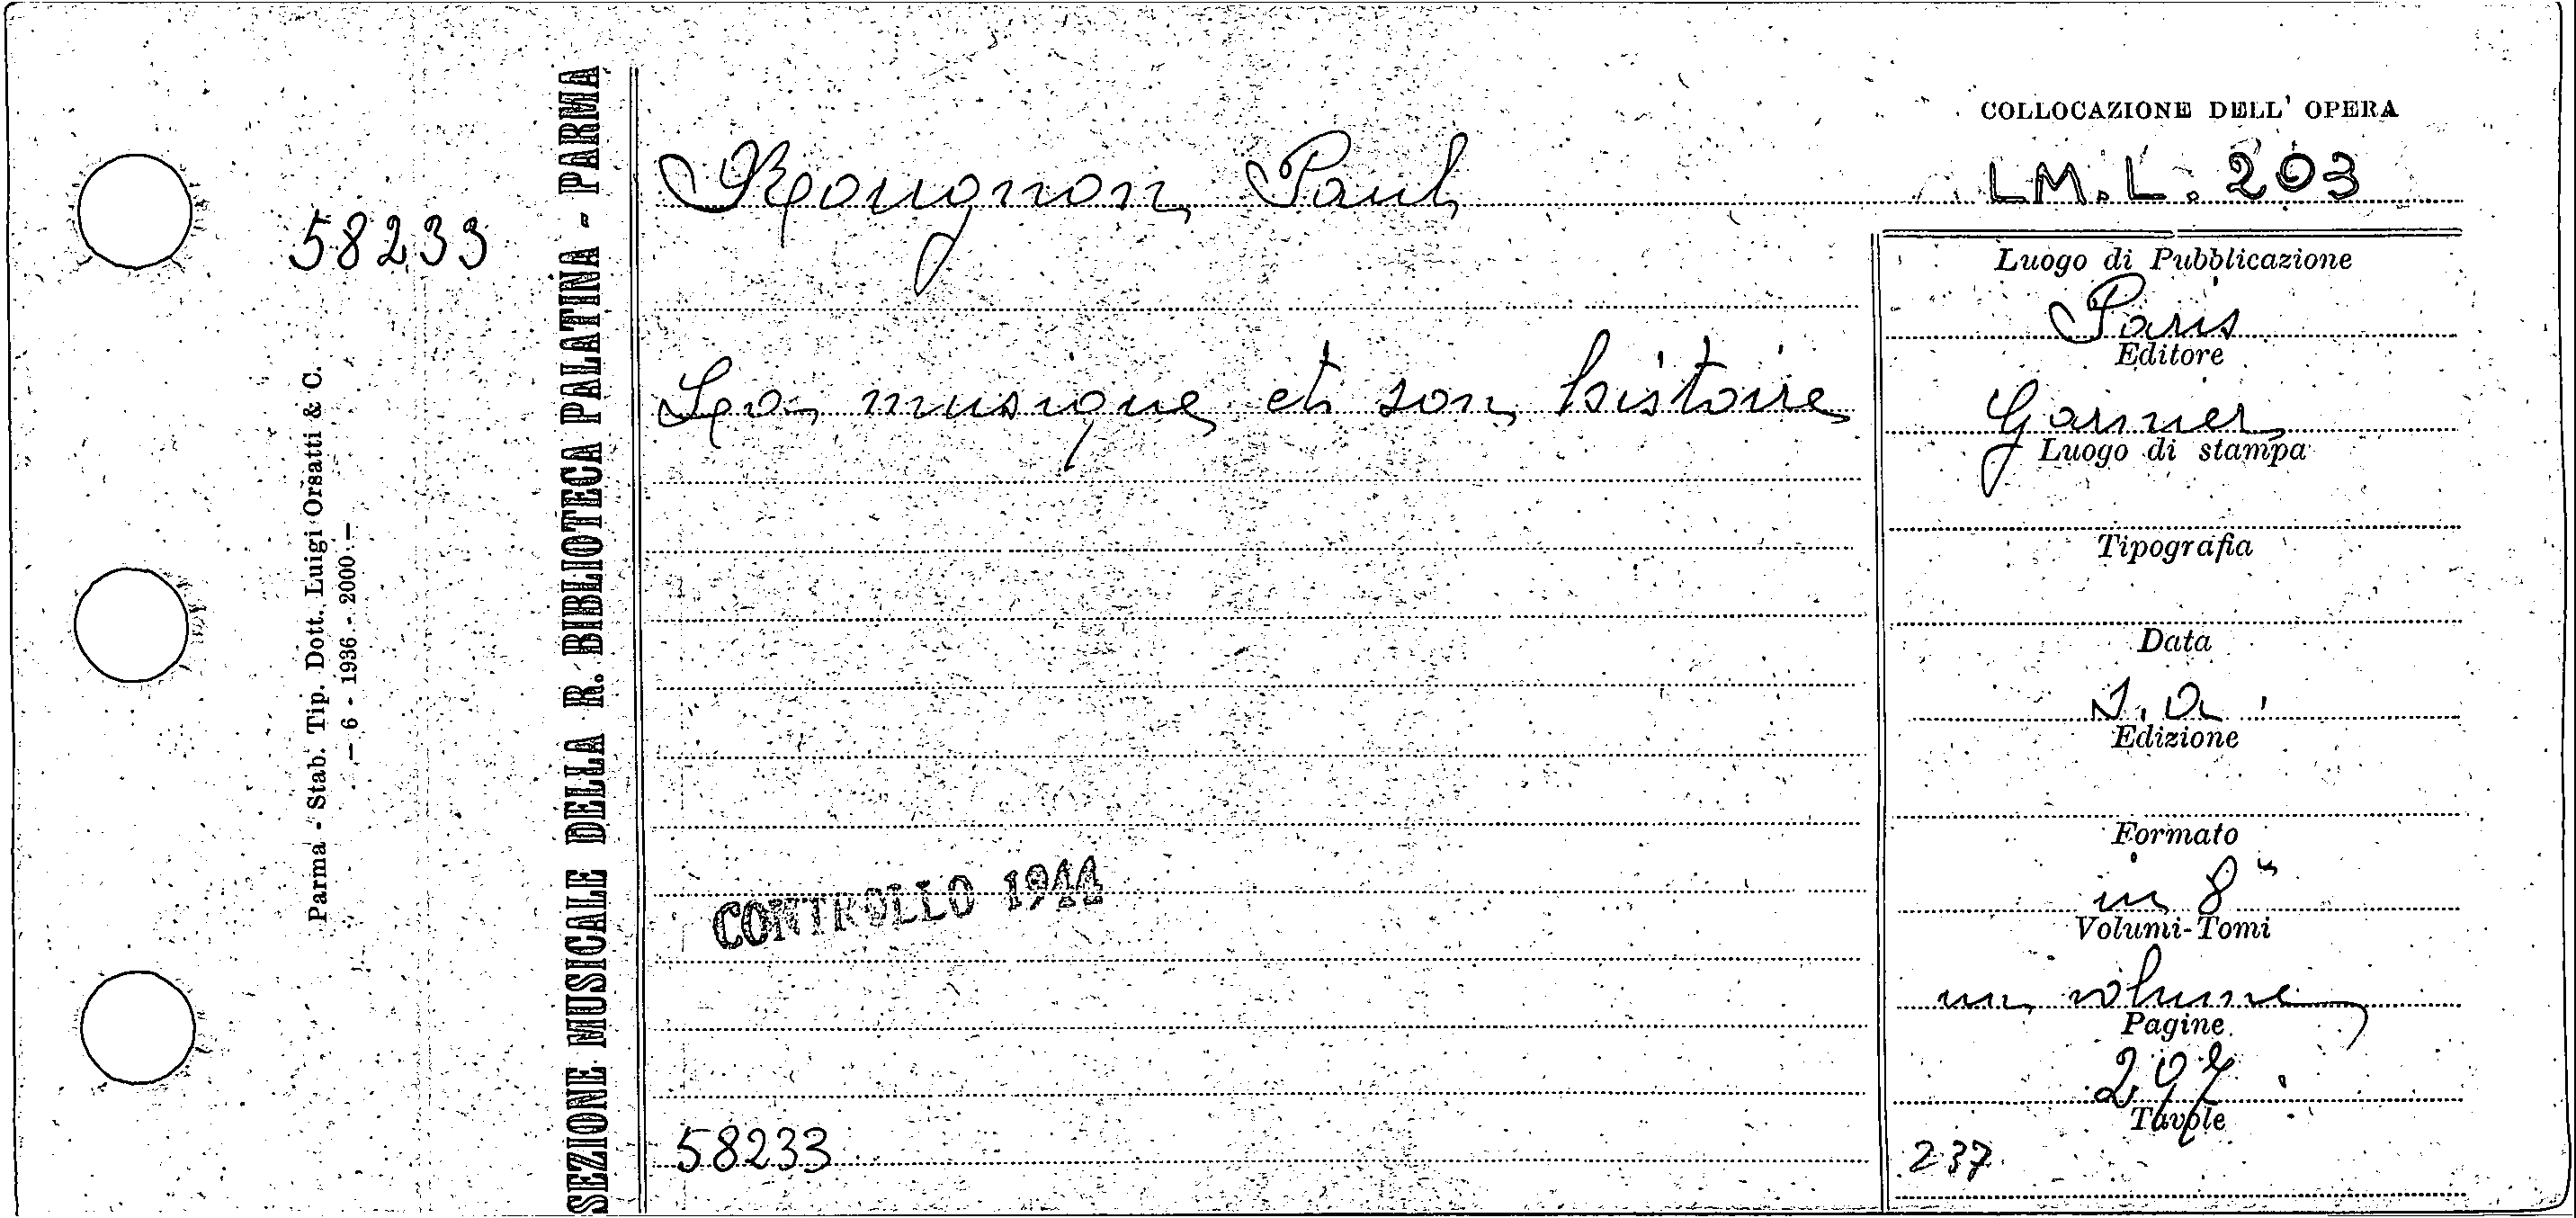 58233
Parma - Stab. Tip. Dott. Luigi Orsatti & C.
— 6 - 1936 - 2000 —
SEZIONE MUSICALE DELLA R. BIBLIOTECA PALATINA - PARMA
Rougnon Paul
La musique et son histoire
CONTROLLO 1944
58233
COLLOCAZIONE DELL' OPERA
LM.L. 203
Luogo di Pubblicazione
Paris
Editore
Garnier
Luogo di stampa
Tipografia
Data
s. a.
Edizione
Formato
in 8°
Volumi-Tomi
un volume
Pagine
Tavole
237